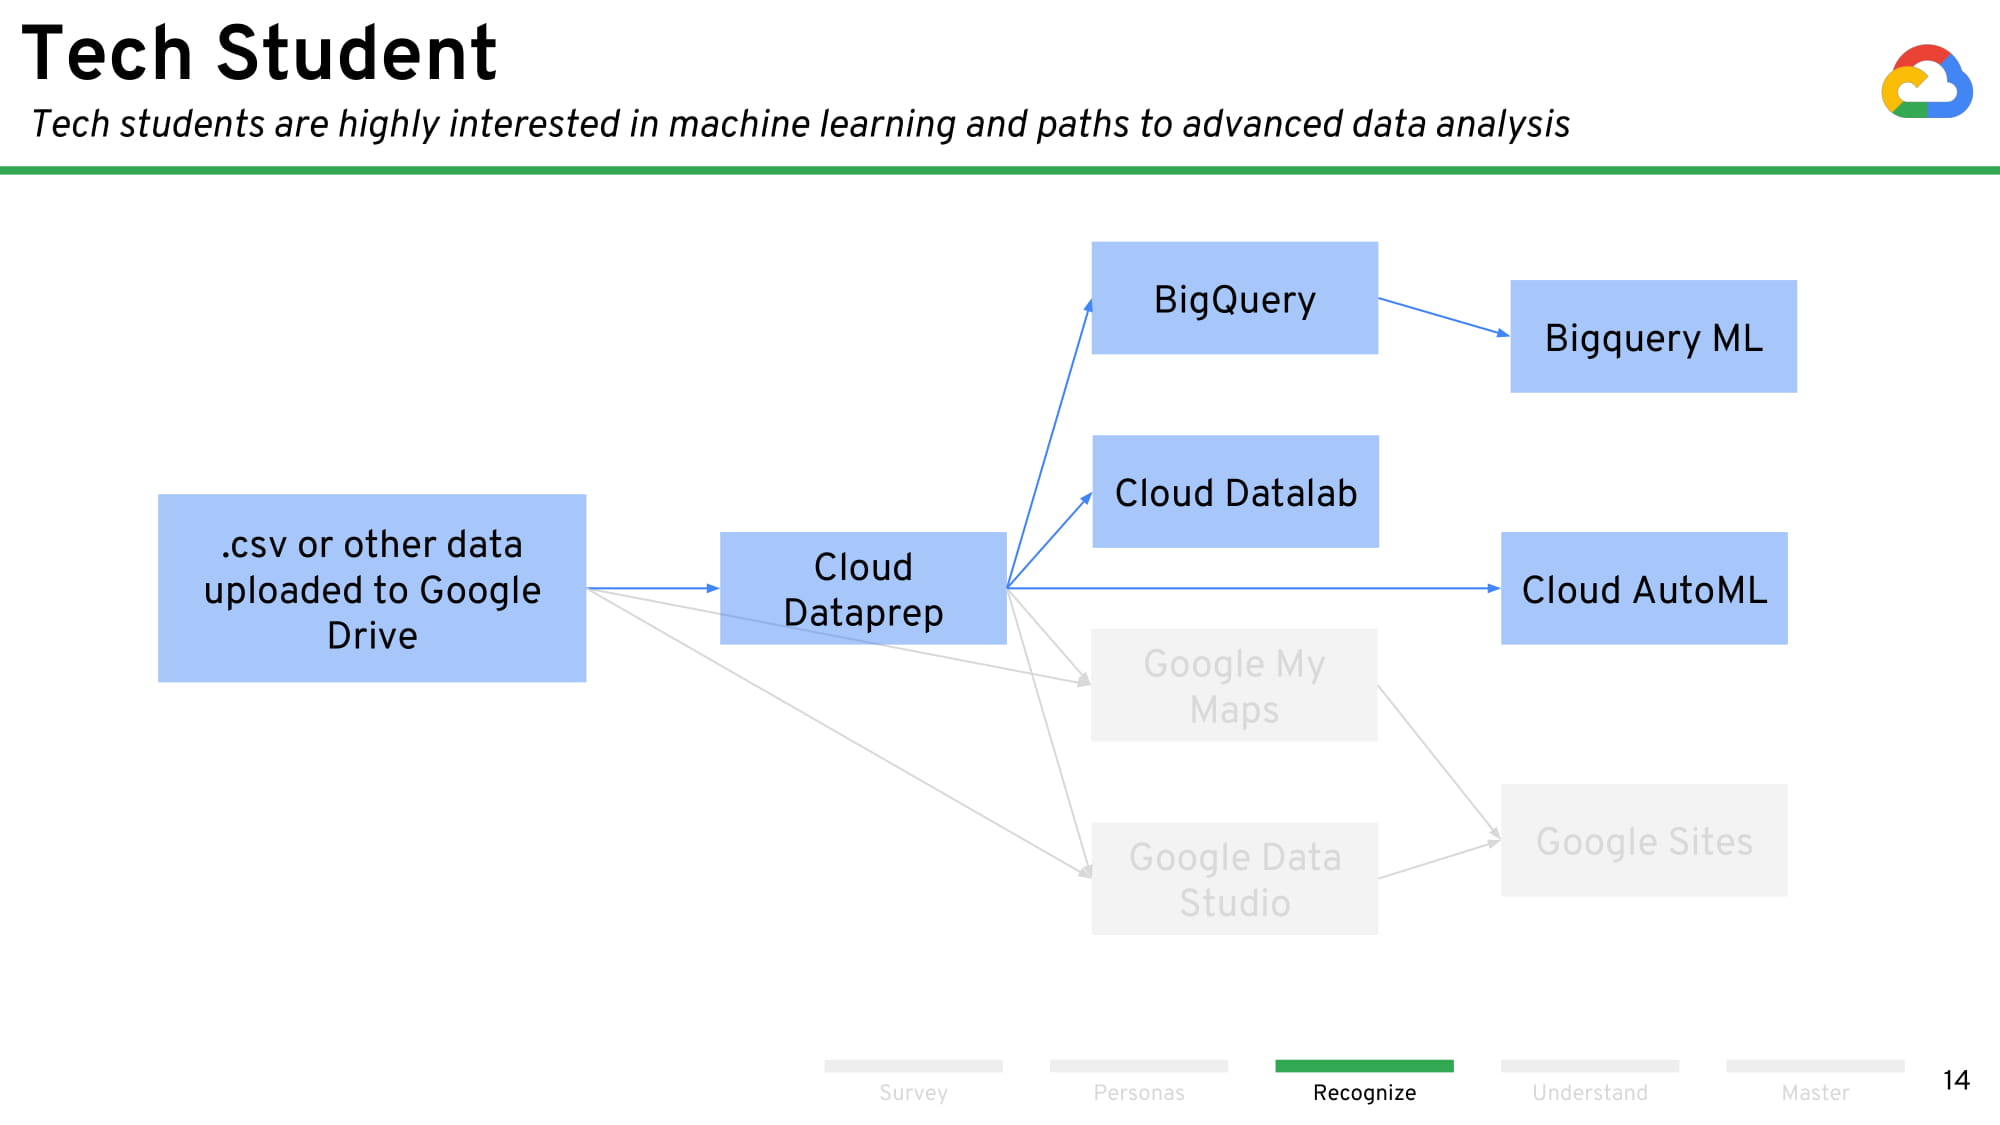 Tech Student
Tech students are highly interested in machine learning and paths to advanced data analysis
BigQuery
Bigquery ML
Cloud Datalab
.csv or other data
uploaded to Google
Drive
Cloud
Dataprep
Cloud AutoML
Google My
Maps
Google Data
Studio
Google Sites
Survey
Personas
Recognize
Understand
Master
14